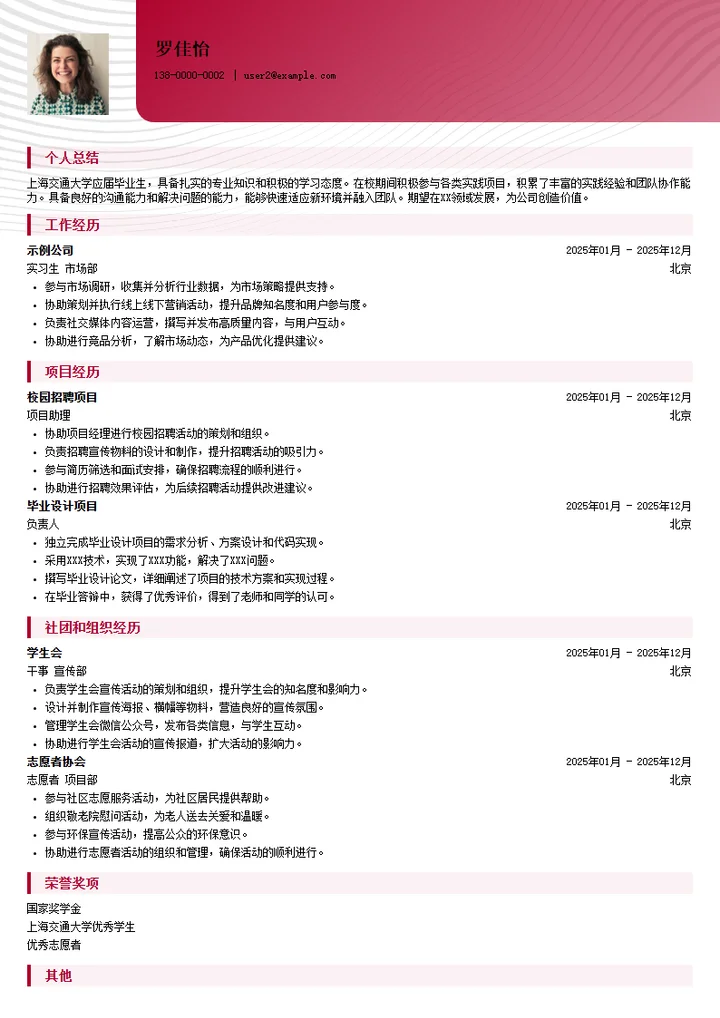 罗佳怡
138-0000-0002 | user2@example.com
个人总结
上海交通大学应届毕业生，具备扎实的专业知识和积极的学习态度。在校期间积极参与各类实践项目，积累了丰富的实践经验和团队协作能
力。具备良好的沟通能力和解决问题的能力，能够快速适应新环境并融入团队。期望在XX领域发展，为公司创造价值。
工作经历
示例公司 2025年01月 - 2025年12月
实习生 市场部 北京
• 参与市场调研，收集并分析行业数据，为市场策略提供支持。
• 协助策划并执行线上线下营销活动，提升品牌知名度和用户参与度。
• 负责社交媒体内容运营，撰写并发布高质量内容，与用户互动。
• 协助进行竞品分析，了解市场动态，为产品优化提供建议。
项目经历
校园招聘项目 2025年01月 - 2025年12月
项目助理 北京
• 协助项目经理进行校园招聘活动的策划和组织。
• 负责招聘宣传物料的设计和制作，提升招聘活动的吸引力。
• 参与简历筛选和面试安排，确保招聘流程的顺利进行。
• 协助进行招聘效果评估，为后续招聘活动提供改进建议。
毕业设计项目 2025年01月 - 2025年12月
负责人 北京
• 独立完成毕业设计项目的需求分析、方案设计和代码实现。
• 采用XXX技术，实现了XXX功能，解决了XXX问题。
• 撰写毕业设计论文，详细阐述了项目的技术方案和实现过程。
• 在毕业答辩中，获得了优秀评价，得到了老师和同学的认可。
社团和组织经历
学生会 2025年01月 - 2025年12月
干事 宣传部 北京
• 负责学生会宣传活动的策划和组织，提升学生会的知名度和影响力。
• 设计并制作宣传海报、横幅等物料，营造良好的宣传氛围。
• 管理学生会微信公众号，发布各类信息，与学生互动。
• 协助进行学生会活动的宣传报道，扩大活动的影响力。
志愿者协会 2025年01月 - 2025年12月
志愿者 项目部 北京
• 参与社区志愿服务活动，为社区居民提供帮助。
• 组织敬老院慰问活动，为老人送去关爱和温暖。
• 参与环保宣传活动，提高公众的环保意识。
• 协助进行志愿者活动的组织和管理，确保活动的顺利进行。
荣誉奖项
国家奖学金
上海交通大学优秀学生
优秀志愿者
其他